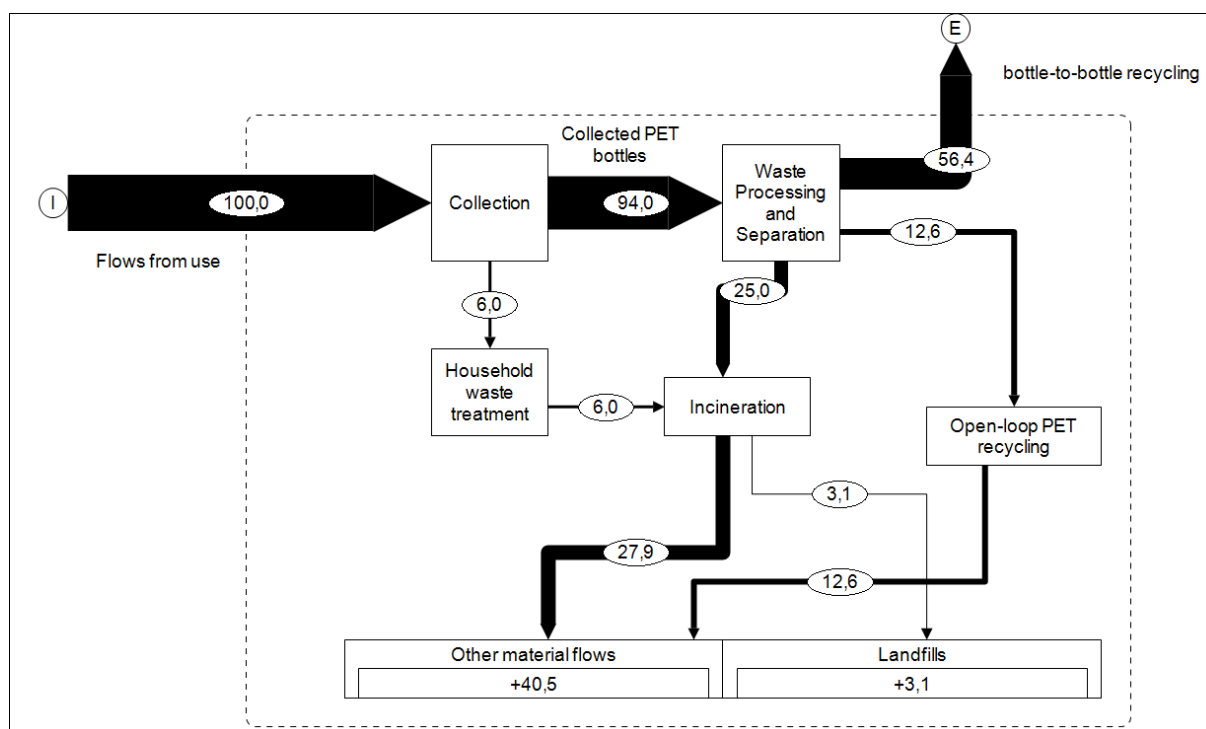 E
bottle-to-bottle recycling
Collected PET
bottles
Waste
Processing
and
Separation
56,4
I
100,0
Collection
94,0
12,6
Flows from use
25,0
6,0
Household
waste
treatment
6,0
Incineration
Open-loop PET
recycling
3,1
27,9
12,6
Other material flows
+40,5
Landfills
+3,1